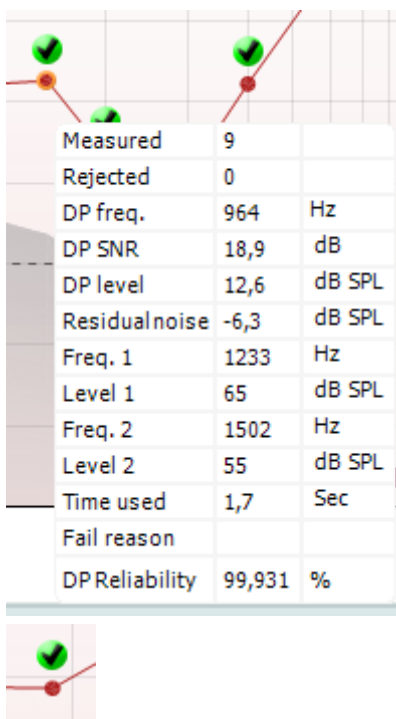 Measured 9
Rejected 0
DP freq. 964 Hz
DP SNR 18,9 dB
DP level 12,6 dB SPL
Residual noise -6,3 dB SPL
Freq. 1 1233 Hz
Level 1 65 dB SPL
Freq. 2 1502 Hz
Level 2 55 dB SPL
Time used 1,7 Sec
Fail reason
DP Reliability 99,931 %